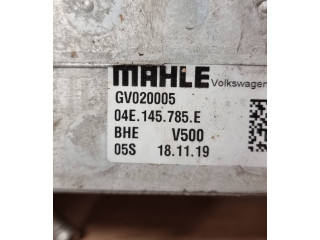 MAHLE Volkswagen
GV020005
04E.145.785.E
BHE V500
05S 18.11.19